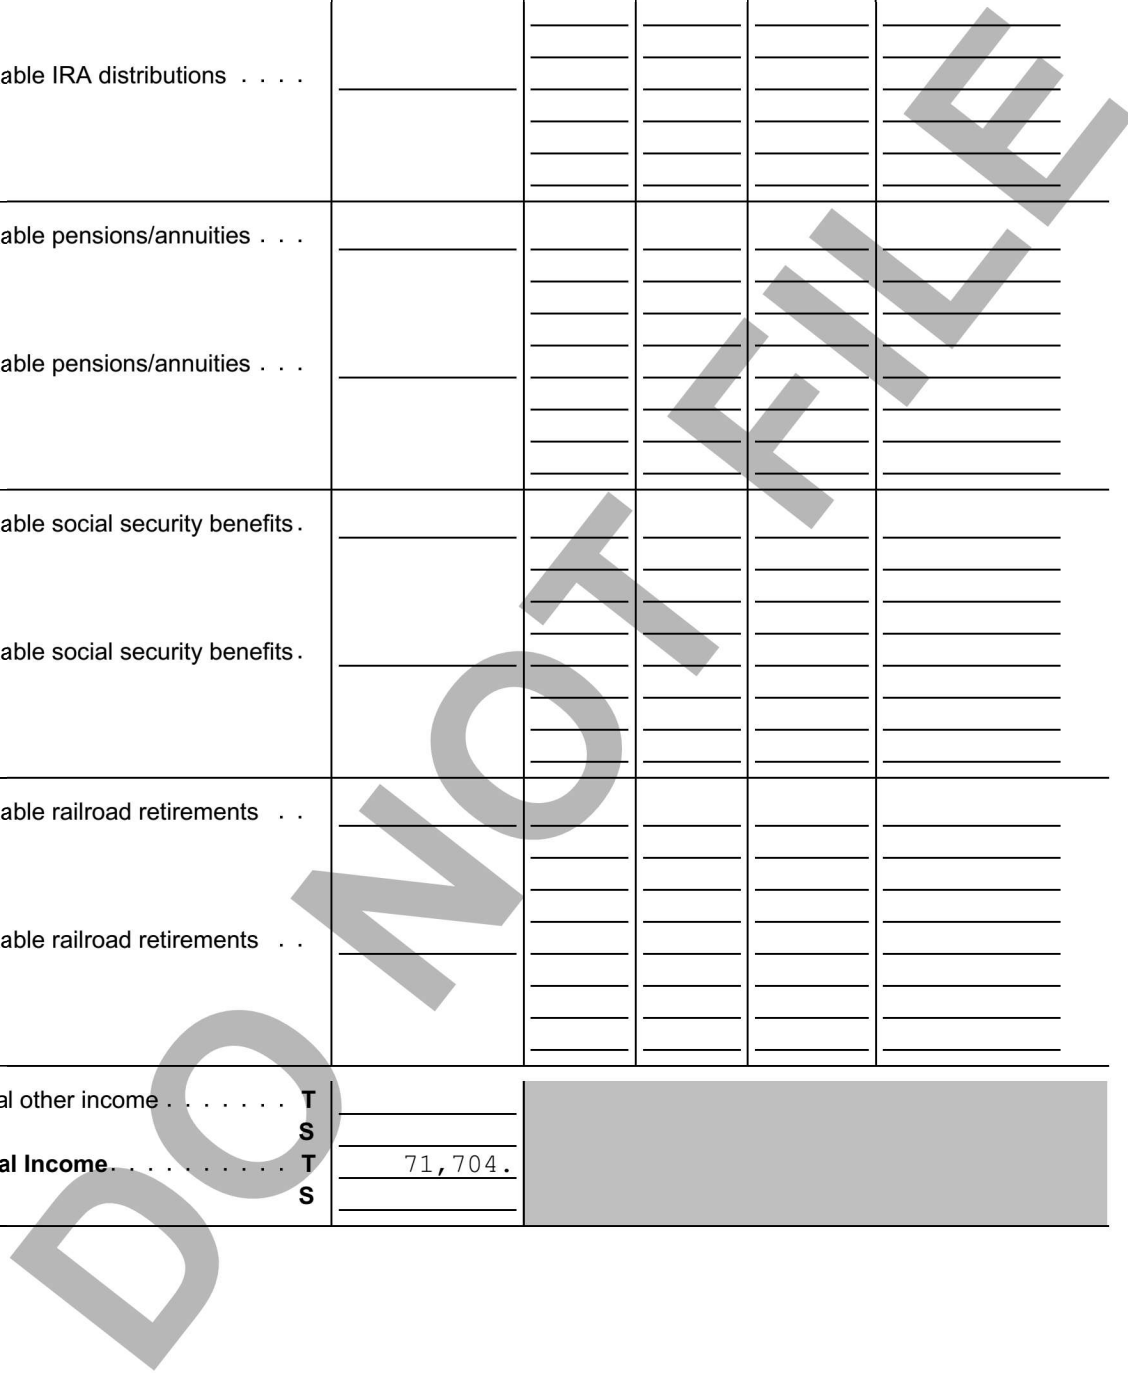 able IRA distributions . . . .
able pensions/annuities . . .
able pensions/annuities . . .
able social security benefits .
able social security benefits .
able railroad retirements . .
able railroad retirements . .
al other income . . . . . . . T
S
al Income . . . . . . . . . . T 71,704.
S
DO NOT FILE